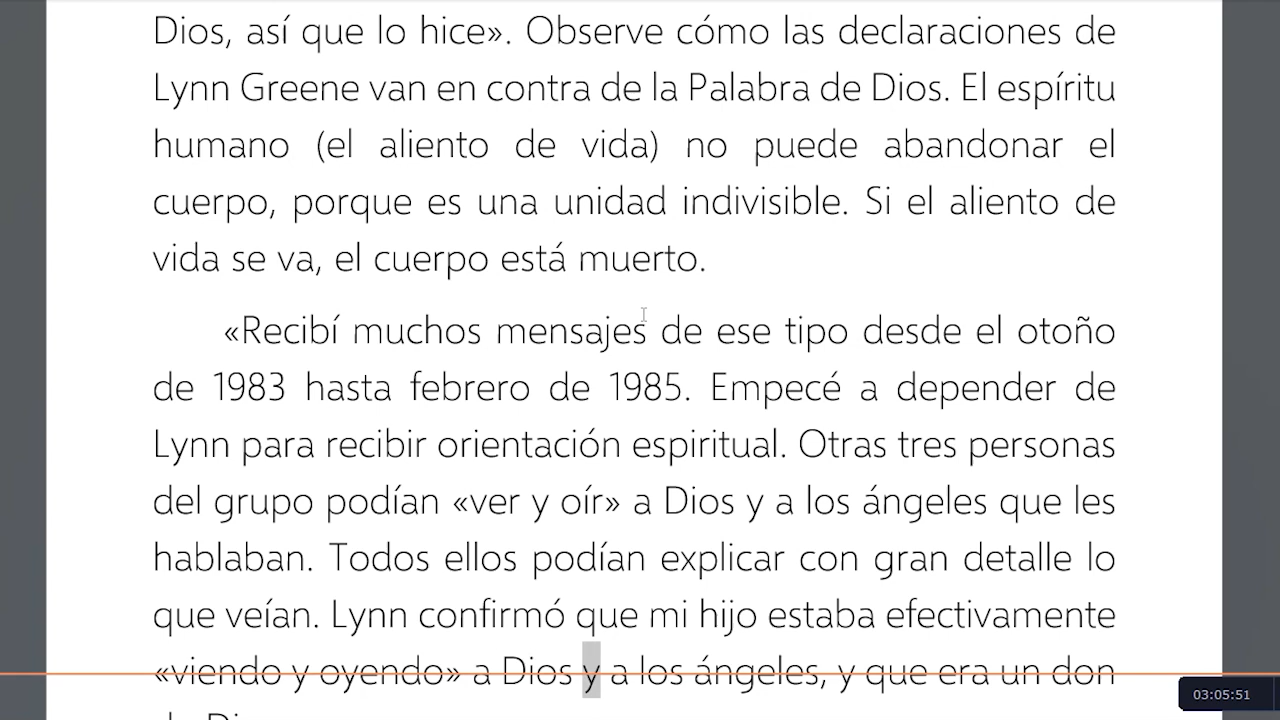 Dios, así que lo hice». Observe cómo las declaraciones de
Lynn Greene van en contra de la Palabra de Dios. El espíritu
humano (el aliento de vida) no puede abandonar el
cuerpo, porque es una unidad indivisible. Si el aliento de
vida se va, el cuerpo está muerto.
«Recibí muchos mensajes de ese tipo desde el otoño
de 1983 hasta febrero de 1985. Empecé a depender de
Lynn para recibir orientación espiritual. Otras tres personas
del grupo podían «ver y oír» a Dios y a los ángeles que les
hablaban. Todos ellos podían explicar con gran detalle lo
que veían. Lynn confirmó que mi hijo estaba efectivamente
«viendo y oyendo» a Dios y a los ángeles, y que era un don
03:05:51